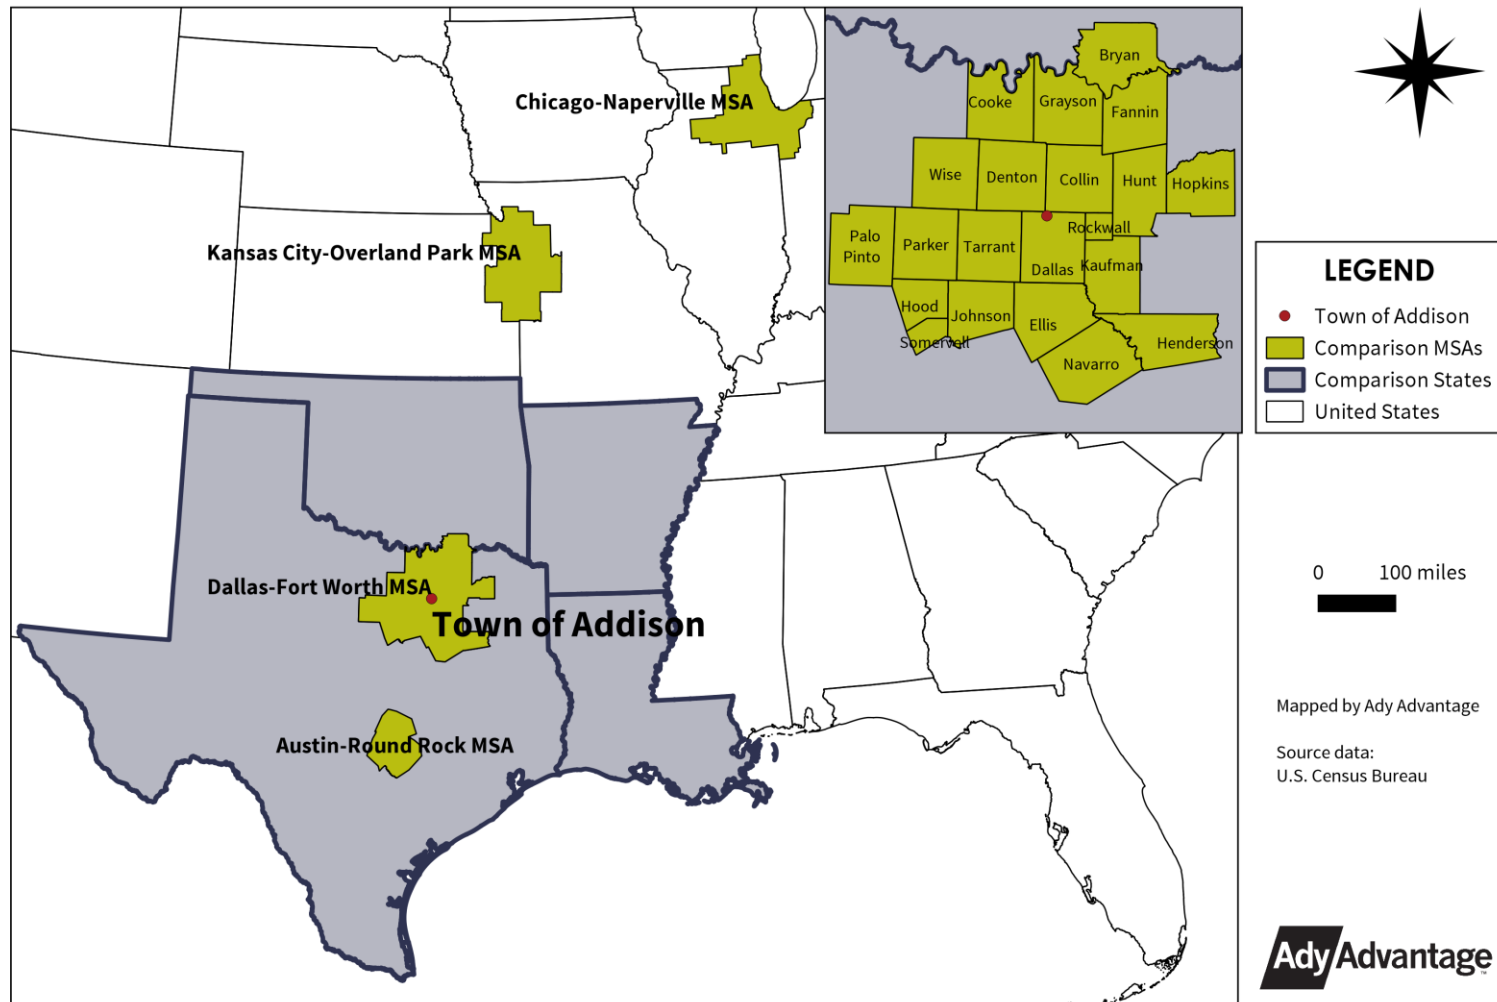 Chicago-Naperville MSA
Kansas City-Overland Park MSA
Dallas-Fort Worth MSA
Town of Addison
Austin-Round Rock MSA
Bryan
Cooke
Grayson
Fannin
Wise
Denton
Collin
Hunt
Hopkins
Palo
Pinto
Parker
Tarrant
Dallas
Rockwall
Kaufman
Hood
Johnson
Ellis
Somervell
Navarro
Henderson
LEGEND
Town of Addison
Comparison MSAs
Comparison States
United States
0 100 miles
Mapped by Ady Advantage
Source data:
U.S. Census Bureau
Ady Advantage